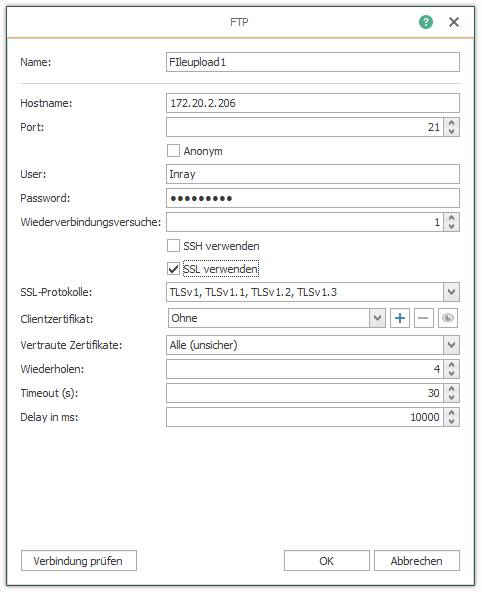 FTP
?
Name: FIleupload1
Hostname: 172.20.2.206
Port: 21
Anonym
User: Inray
Password: ●●●●●●●●●
Wiederverbindungsversuche: 1
SSH verwenden
SSL verwenden
SSL-Protokolle: TLSv1, TLSv1.1, TLSv1.2, TLSv1.3
Clientzertifikat: Ohne
Vertraute Zertifikate: Alle (unsicher)
Wiederholen: 4
Timeout (s): 30
Delay in ms: 10000
Verbindung prüfen OK Abbrechen